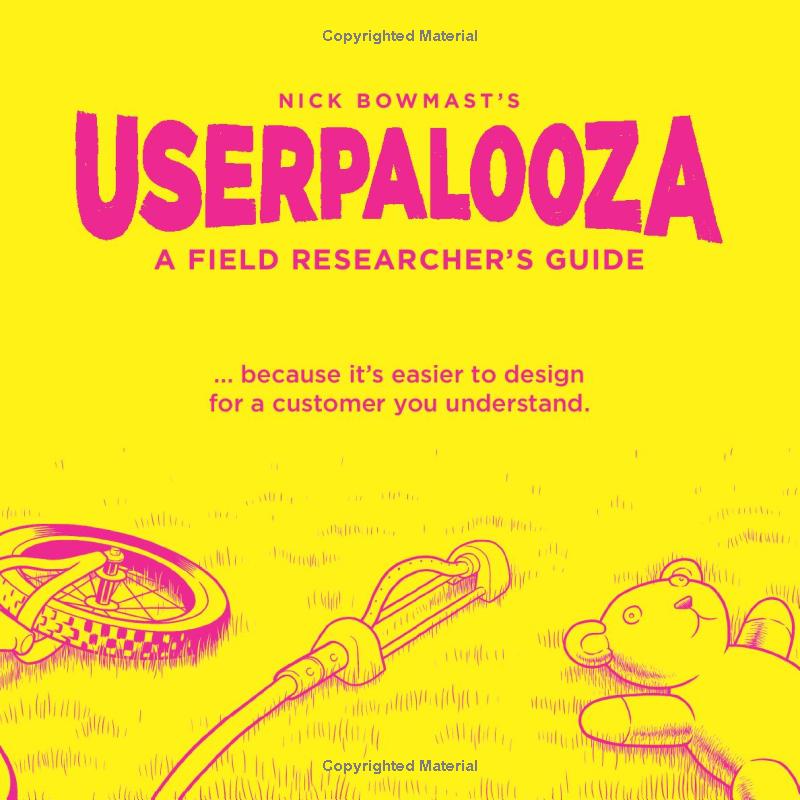 Copyrighted Material
NICK BOWMAST'S
USERPALOOZA
A FIELD RESEARCHER'S GUIDE
... because it's easier to design
for a customer you understand.
Copyrighted Material